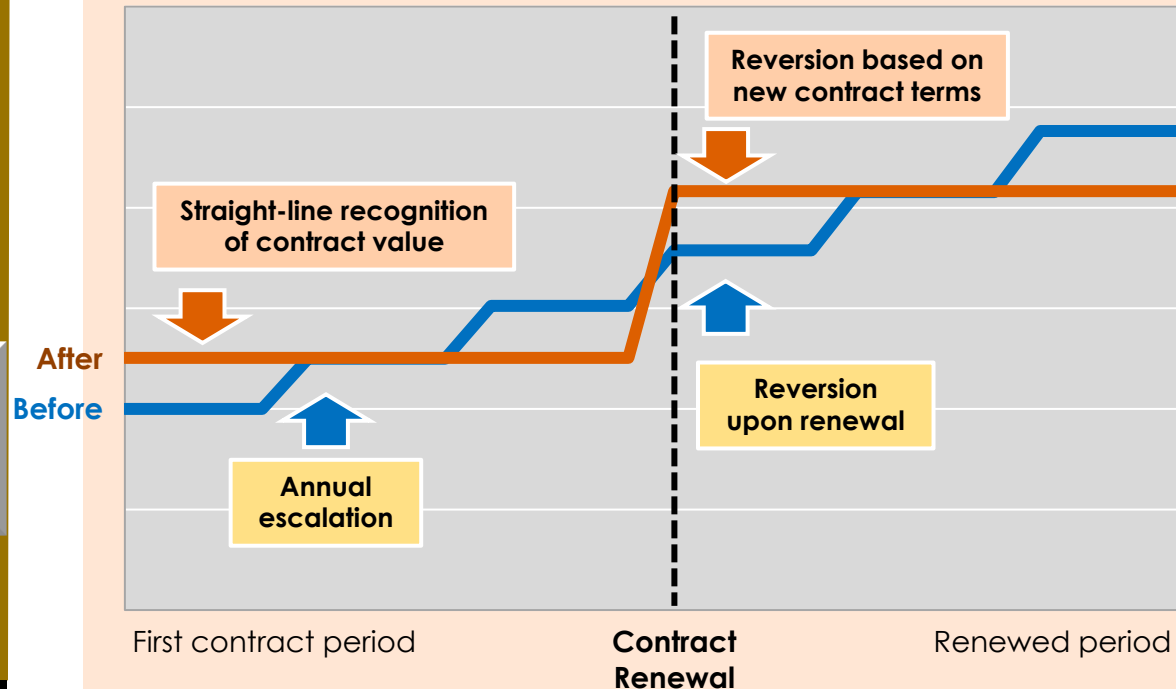 Reversion based on
new contract terms
Straight-line recognition
of contract value
After
Before
Reversion
upon renewal
Annual
escalation
First contract period
Contract
Renewal
Renewed period